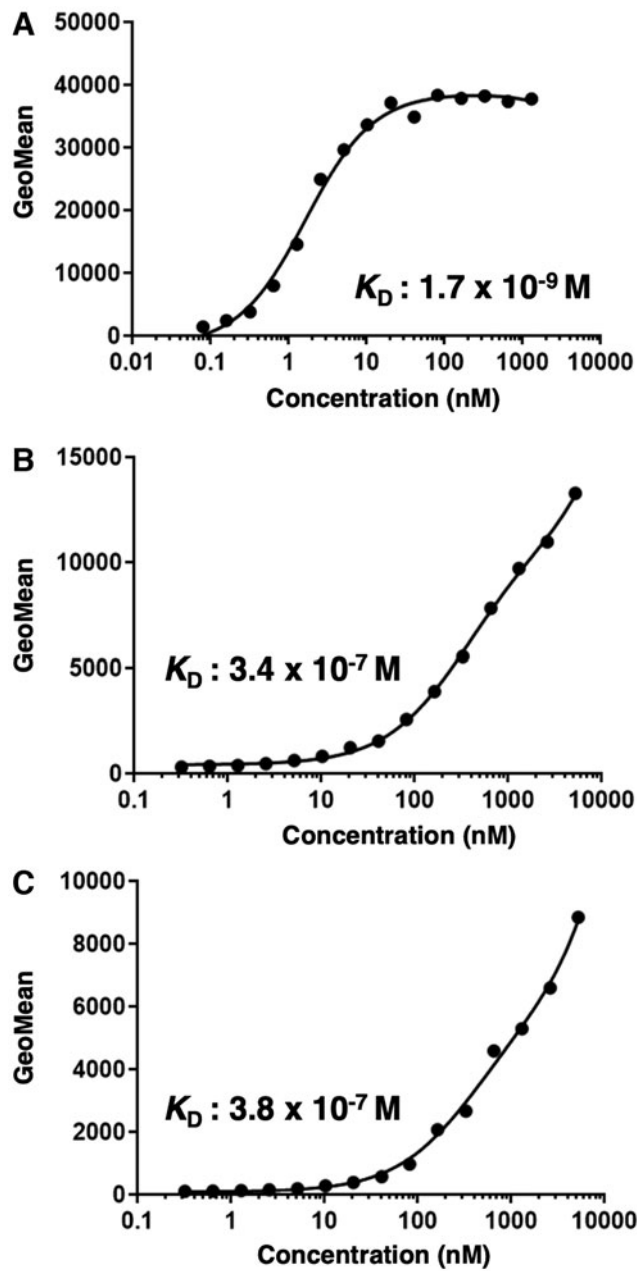 A
50000
40000
30000
20000
10000
0
GeoMean
K_D : 1.7 x 10⁻⁹ M
0.01 0.1 1 10 100 1000 10000
Concentration (nM)
B
15000
10000
5000
0
GeoMean
K_D : 3.4 x 10⁻⁷ M
0.1 1 10 100 1000 10000
Concentration (nM)
C
10000
8000
6000
4000
2000
0
GeoMean
K_D : 3.8 x 10⁻⁷ M
0.1 1 10 100 1000 10000
Concentration (nM)